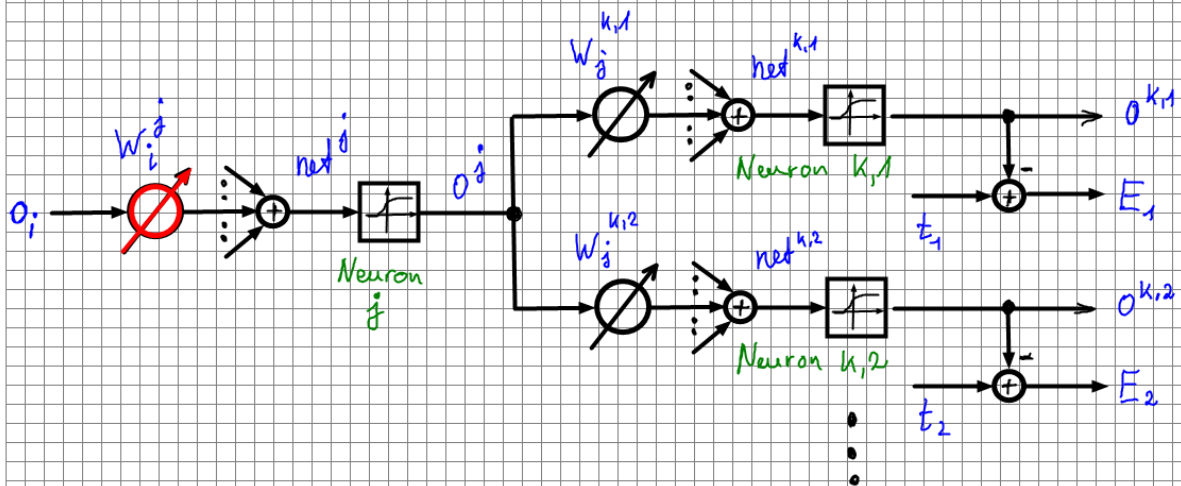 W_j^{k,1}
net^{k,1}
O^{k,1}
W_i^j
net^j
O^j
Neuron k,1
E_1
O_i
t_1
W_j^{k,2}
net^{k,2}
Neuron
j
O^{k,2}
Neuron k,2
E_2
t_2